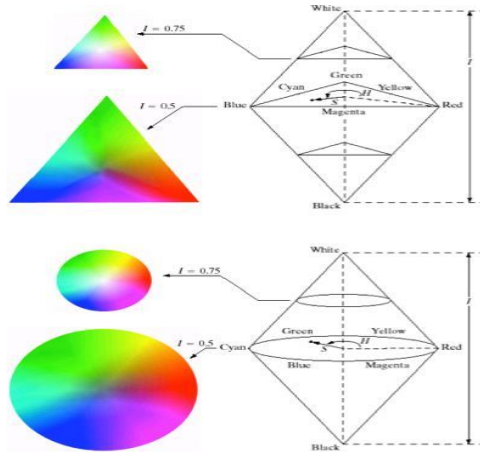 White
I = 0.75
I
Green
Cyan Yellow
I = 0.5
H
S
Blue Red
Magenta
Black
White
I = 0.75
I
Green Yellow
I = 0.5
H
S
Cyan Red
Blue Magenta
Black